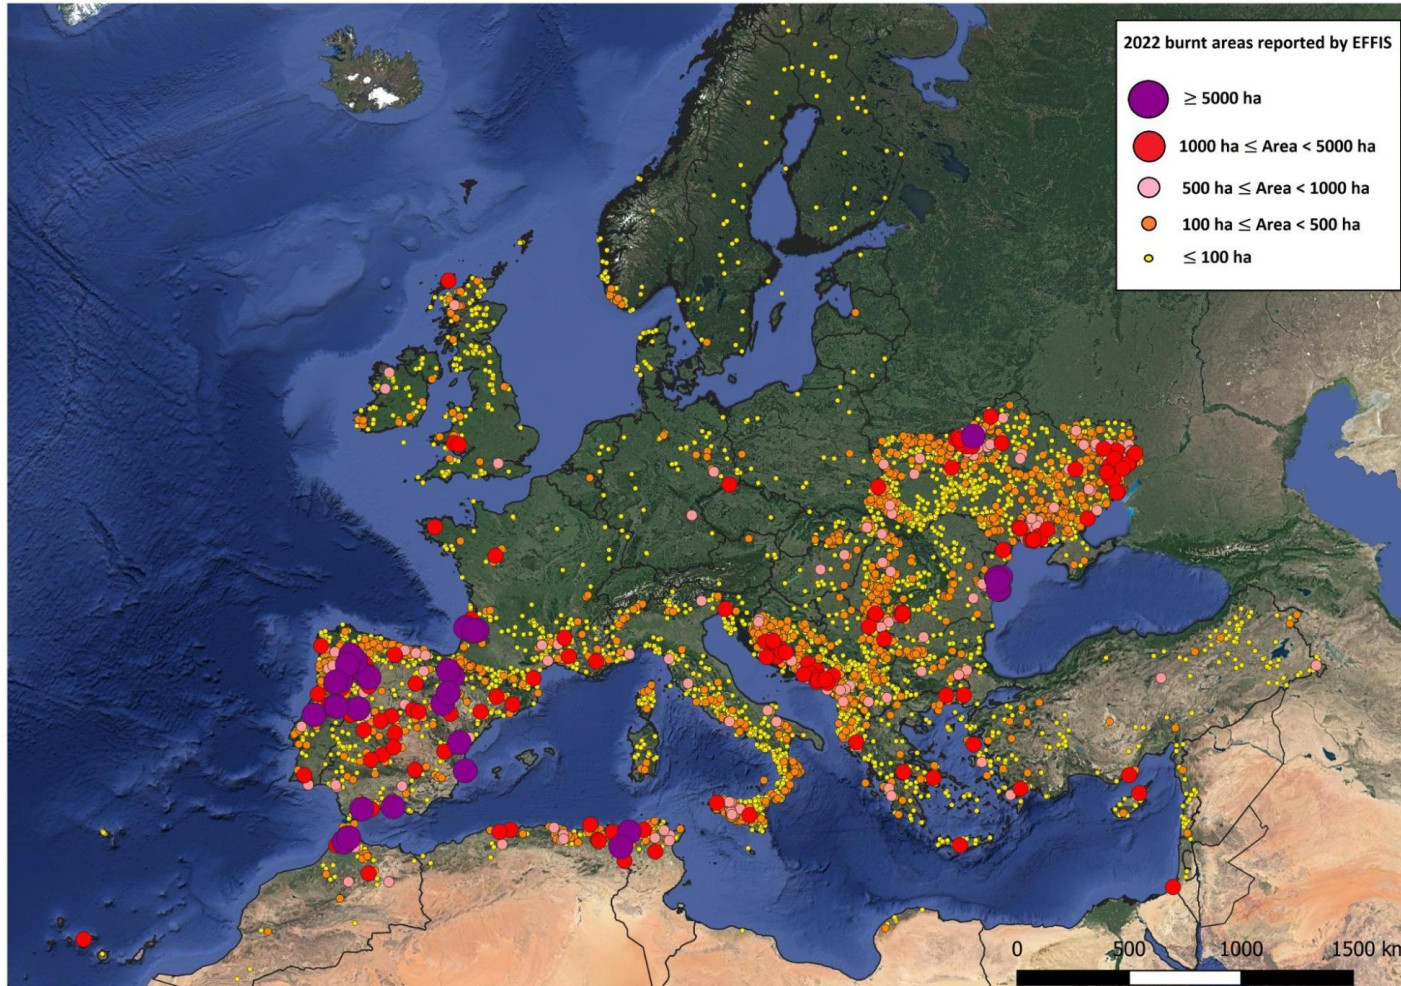 2022 burnt areas reported by EFFIS
≥ 5000 ha
1000 ha ≤ Area < 5000 ha
500 ha ≤ Area < 1000 ha
100 ha ≤ Area < 500 ha
≤ 100 ha
0 500 1000 1500 km